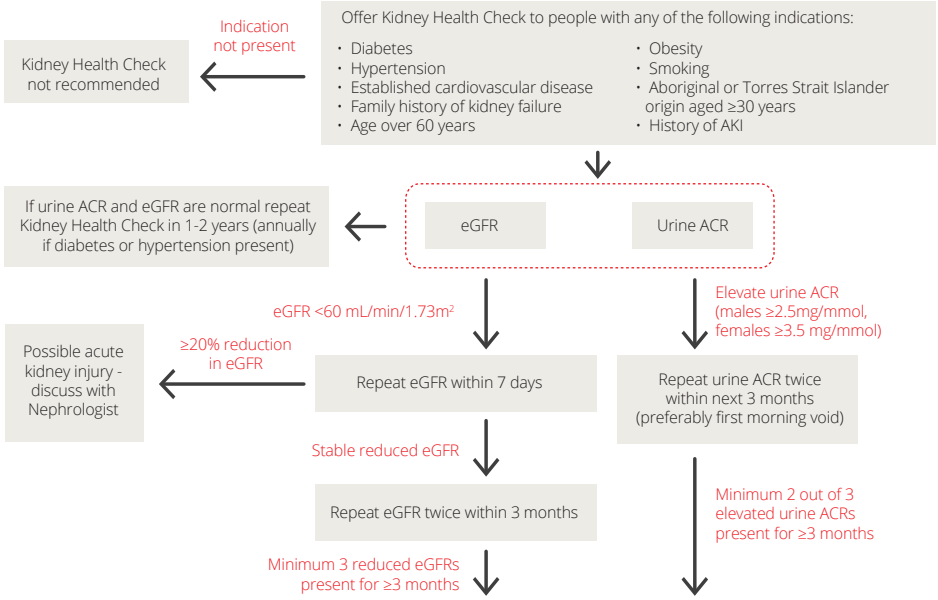 Offer Kidney Health Check to people with any of the following indications:
• Diabetes
• Hypertension
• Established cardiovascular disease
• Family history of kidney failure
• Age over 60 years
• Obesity
• Smoking
• Aboriginal or Torres Strait Islander
origin aged ≥30 years
• History of AKI
Indication
not present
Kidney Health Check
not recommended
If urine ACR and eGFR are normal repeat
Kidney Health Check in 1-2 years (annually
if diabetes or hypertension present)
eGFR
Urine ACR
eGFR <60 mL/min/1.73m²
Elevate urine ACR
(males ≥2.5mg/mmol,
females ≥3.5 mg/mmol)
≥20% reduction
in eGFR
Possible acute
kidney injury -
discuss with
Nephrologist
Repeat eGFR within 7 days
Repeat urine ACR twice
within next 3 months
(preferably first morning void)
Stable reduced eGFR
Repeat eGFR twice within 3 months
Minimum 2 out of 3
elevated urine ACRs
present for ≥3 months
Minimum 3 reduced eGFRs
present for ≥3 months